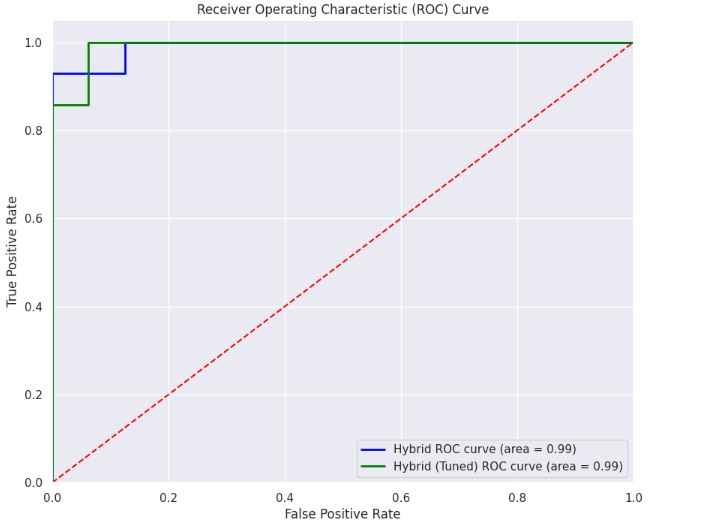 Receiver Operating Characteristic (ROC) Curve
1.0
0.8
0.6
0.4
0.2
0.0
True Positive Rate
Hybrid ROC curve (area = 0.99)
Hybrid (Tuned) ROC curve (area = 0.99)
0.0 0.2 0.4 0.6 0.8 1.0
False Positive Rate